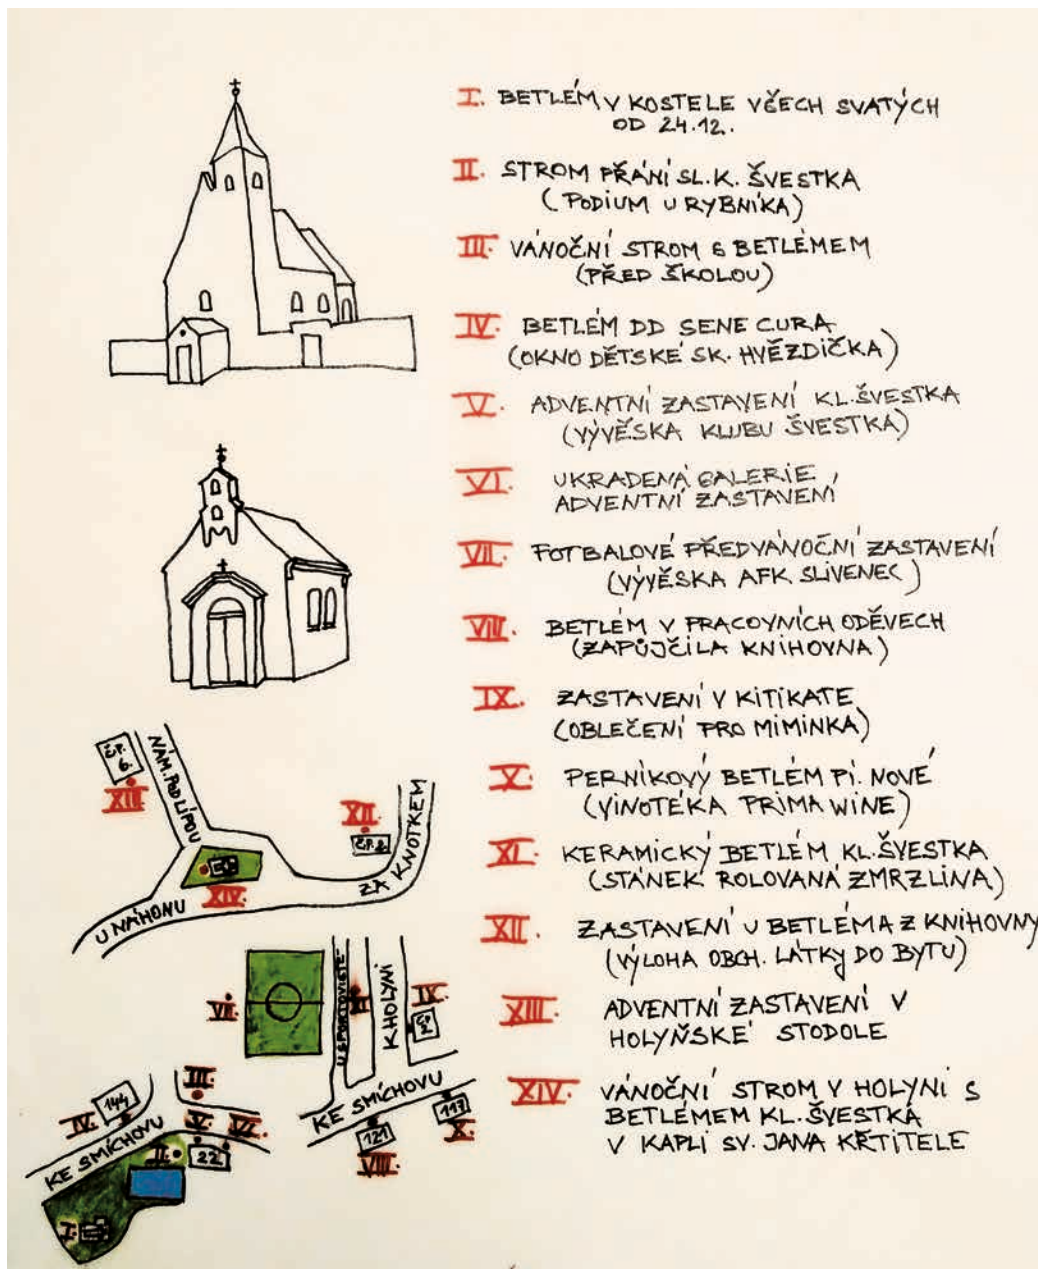 I. BETLÉM V KOSTELE VŠECH SVATÝCH
OD 24.12.
II. STROM PŘÁNÍ SL. K. ŠVESTKA
(PODIUM U RYBNÍKA)
III. VÁNOČNÍ STROM S BETLÉMEM
(PŘED ŠKOLOU)
IV. BETLÉM DD SENE CURA
(OKNO DĚTSKÉ SK. HVĚZDIČKA)
V. ADVENTNÍ ZASTAVENÍ KL. ŠVESTKA
(VÝVĚSKA KLUBU ŠVESTKA)
VI. UKRADENÁ GALERIE,
ADVENTNÍ ZASTAVENÍ
VII. FOTBALOVÉ PŘEDVÁNOČNÍ ZASTAVENÍ
(VÝVĚSKA AFK. SLIVENEC)
VIII. BETLÉM V PRACOVNÍCH ODĚVECH
(ZAPŮJČILA KNIHOVNA)
IX. ZASTAVENÍ V KITIKATE
(OBLEČENÍ PRO MIMINKA)
X. PERNÍKOVÝ BETLÉM PÍ. NOVÉ
(VINOTÉKA PRIMA WINE)
XI. KERAMICKÝ BETLÉM KL. ŠVESTKA
(STÁNEK ROLOVANÁ ZMRZLINA)
XII. ZASTAVENÍ U BETLÉMA Z KNIHOVNY
(VÝLOHA OBCH. LÁTKY DO BYTU)
XIII. ADVENTNÍ ZASTAVENÍ V
HOLYŇSKÉ STODOLE
XIV. VÁNOČNÍ STROM V HOLYNI S
BETLÉMEM KL. ŠVESTKA
V KAPLI SV. JANA KŘTITELE
Č.P.
6.
XIII.
NÁM. POD LÍPOU
XII.
Č.P. 2
ZA KNOTKEM
XIV.
U NÁHONU
VII.
U SPORTOVIŠTĚ
XI
K HOLYNI
IX.
KE SMÍCHOVU
121
VIII.
117
X.
III.
IV.
144
V.
VI.
KE SMÍCHOVU
II.
22
I.